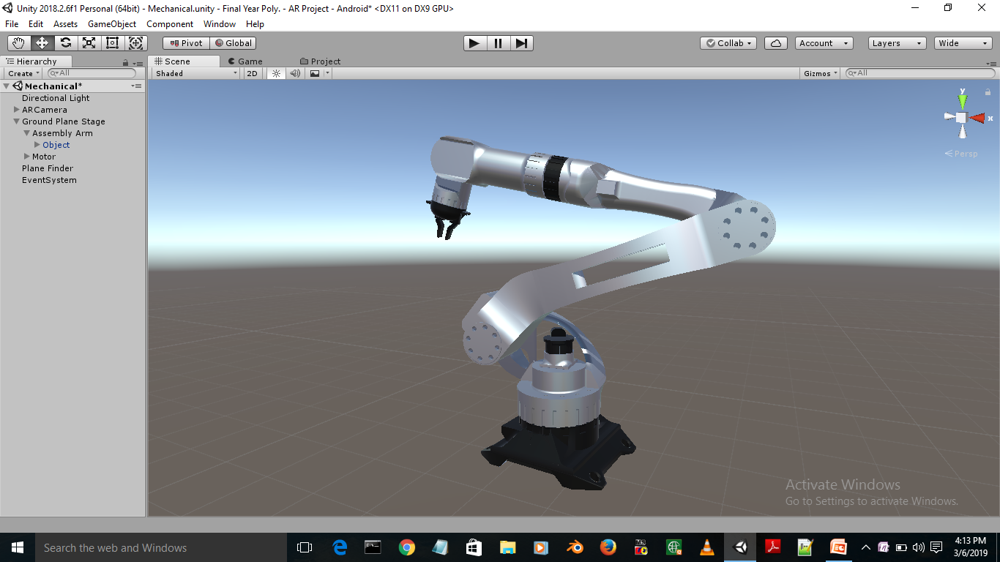 Unity 2018.2.6f1 Personal (64bit) - Mechanical.unity - Final Year Poly. - AR Project - Android* <DX11 on DX9 GPU>
File Edit Assets GameObject Component Window Help
Pivot Global Collab Account Layers Wide
Hierarchy Scene Game Project
Create All Shaded 2D Gizmos All
Mechanical*
Directional Light
ARCamera
Ground Plane Stage
Assembly Arm
Object
Motor
Plane Finder
EventSystem
y
x
Persp
Activate Windows
Go to Settings to activate Windows.
Search the web and Windows
4:13 PM
3/6/2019